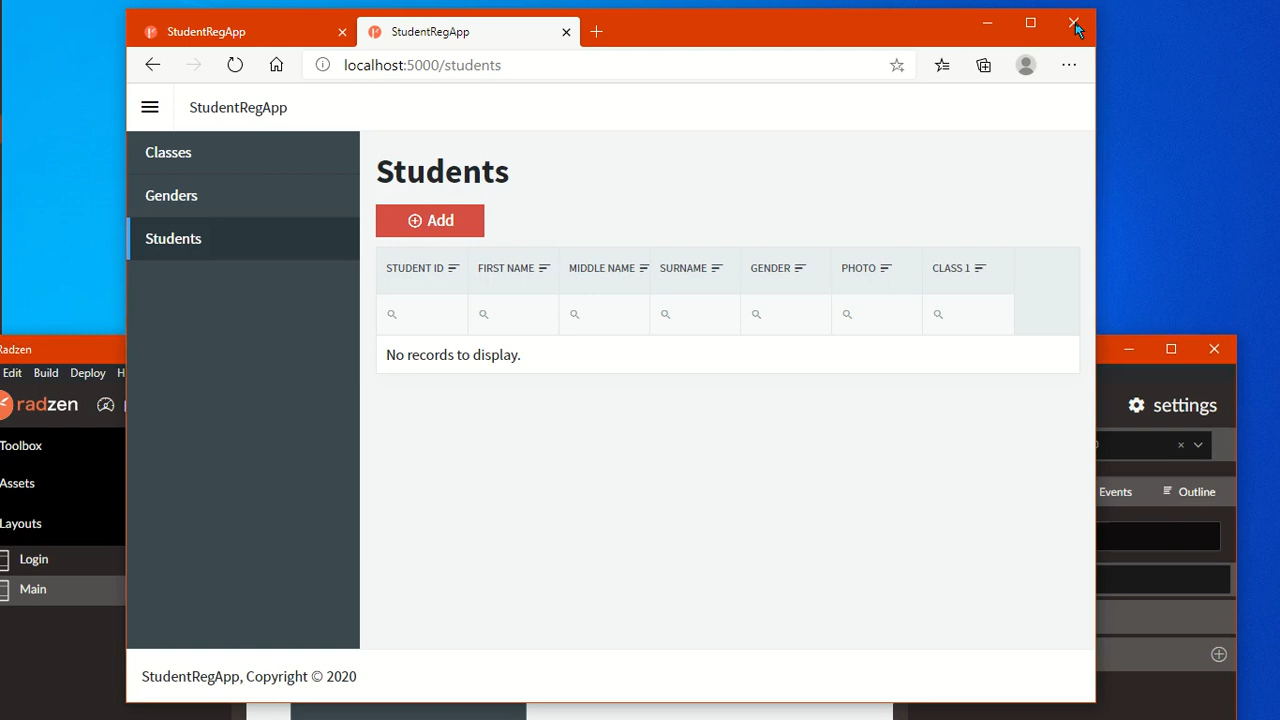 StudentRegApp
StudentRegApp
localhost:5000/students
StudentRegApp
Classes
Genders
Students
Students
Add
STUDENT ID
FIRST NAME
MIDDLE NAME
SURNAME
GENDER
PHOTO
CLASS 1
No records to display.
StudentRegApp, Copyright © 2020
Radzen
Edit
Build
Deploy
H
radzen
settings
Toolbox
Assets
Layouts
Login
Main
Events
Outline